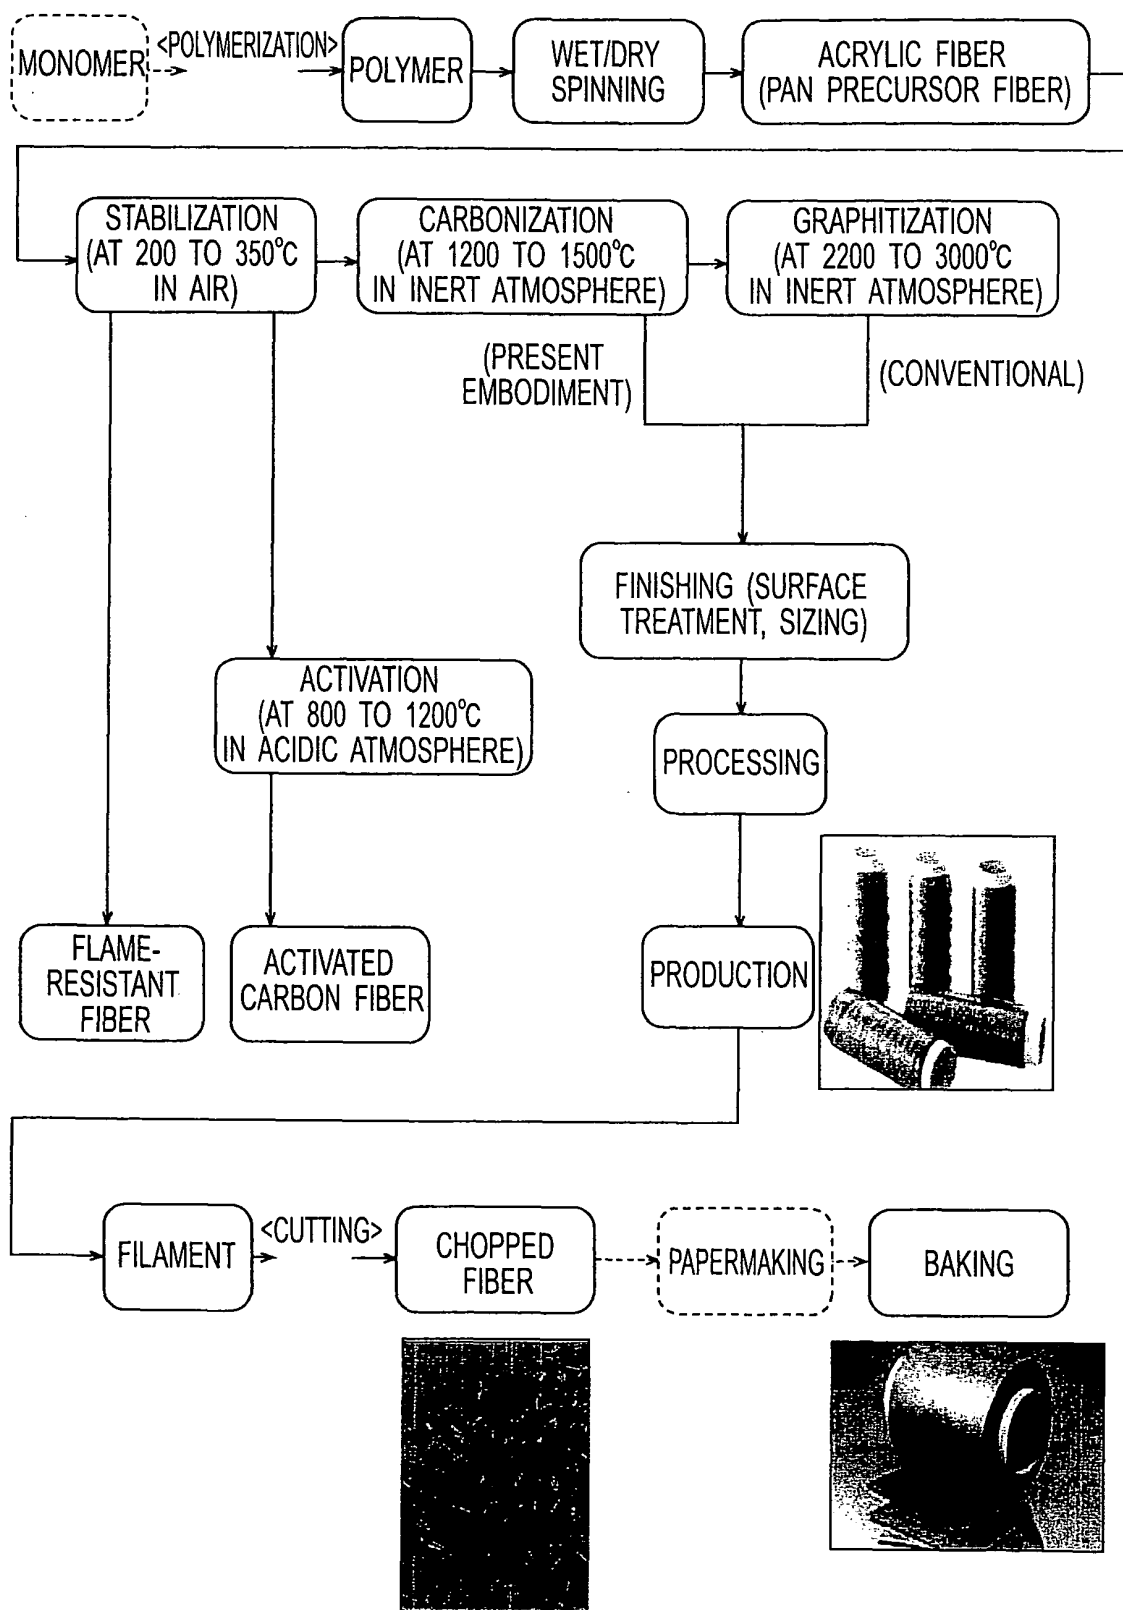 MONOMER
<POLYMERIZATION>
POLYMER
WET/DRY
SPINNING
ACRYLIC FIBER
(PAN PRECURSOR FIBER)
STABILIZATION
(AT 200 TO 350°C
IN AIR)
CARBONIZATION
(AT 1200 TO 1500°C
IN INERT ATMOSPHERE)
GRAPHITIZATION
(AT 2200 TO 3000°C
IN INERT ATMOSPHERE)
(PRESENT
EMBODIMENT)
(CONVENTIONAL)
FINISHING (SURFACE
TREATMENT, SIZING)
ACTIVATION
(AT 800 TO 1200°C
IN ACIDIC ATMOSPHERE)
PROCESSING
FLAME-
RESISTANT
FIBER
ACTIVATED
CARBON FIBER
PRODUCTION
FILAMENT
<CUTTING>
CHOPPED
FIBER
PAPERMAKING
BAKING